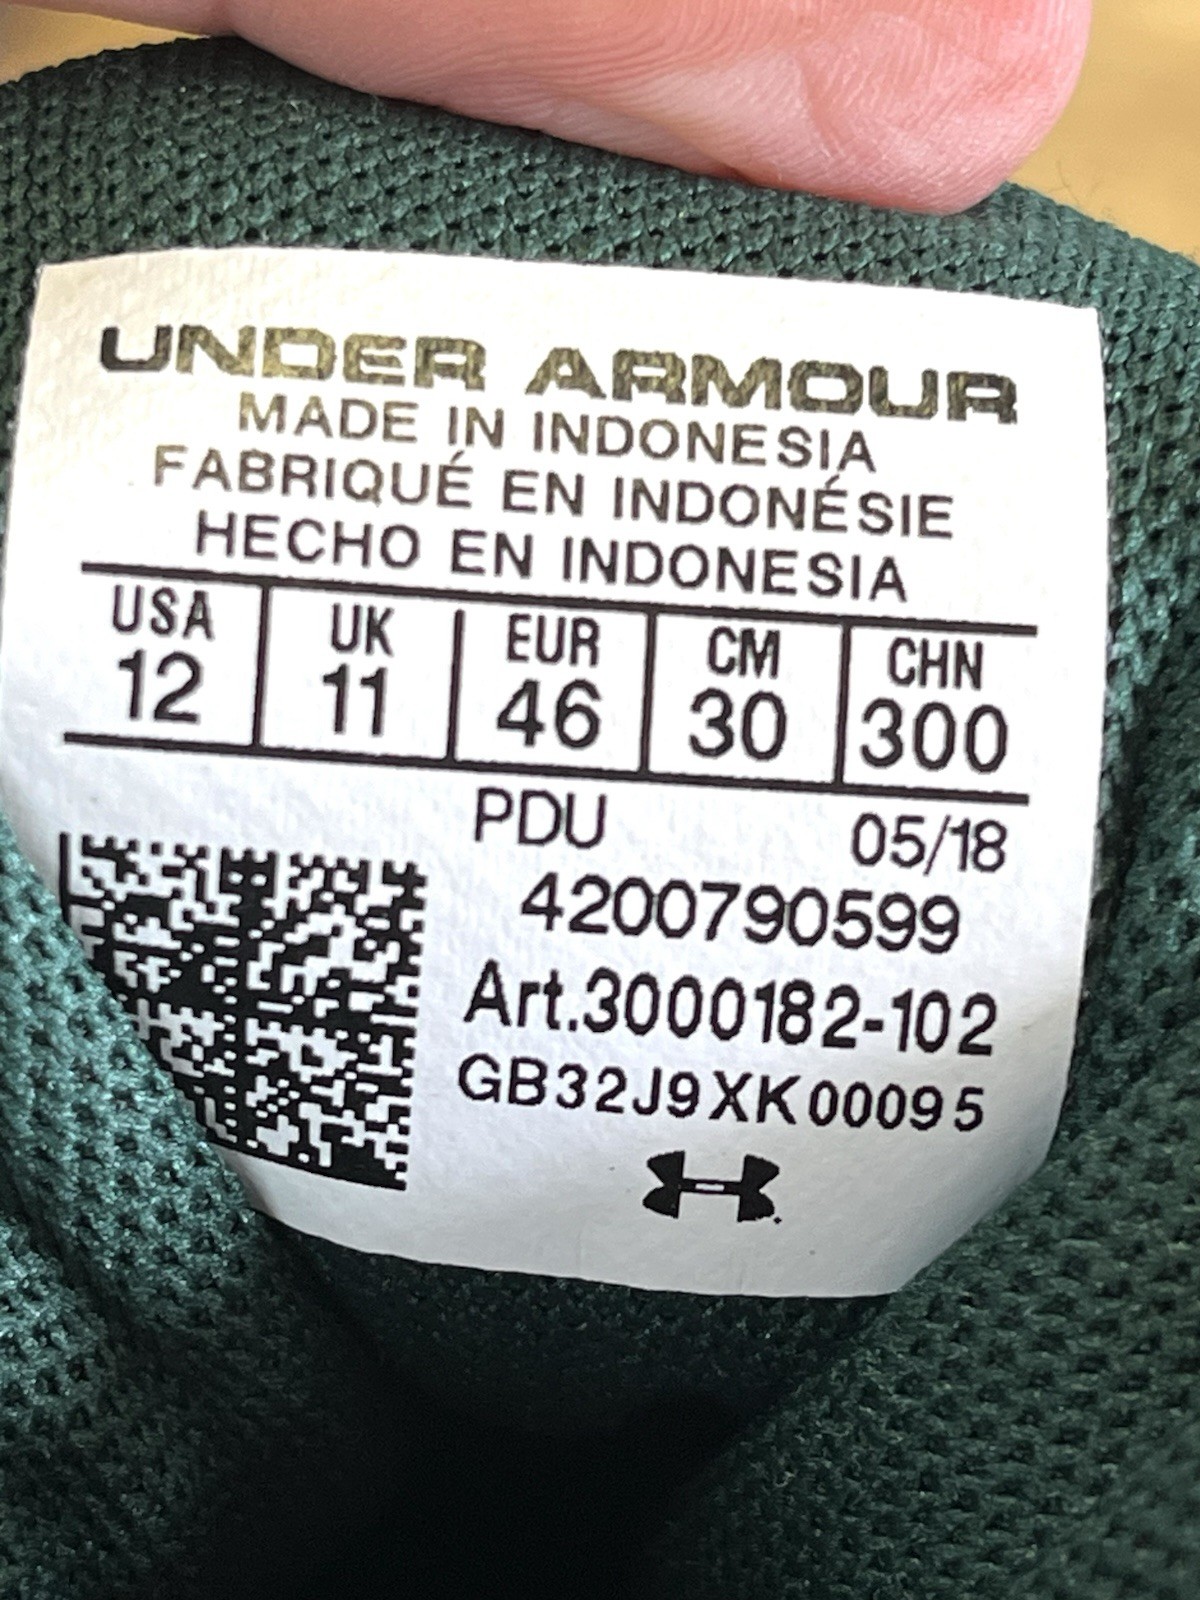 UNDER ARMOUR
MADE IN INDONESIA
FABRIQUÉ EN INDONÉSIE
HECHO EN INDONESIA
USA UK EUR CM CHN
12 11 46 30 300
PDU 05/18
4200790599
Art.3000182-102
GB32J9XK00095